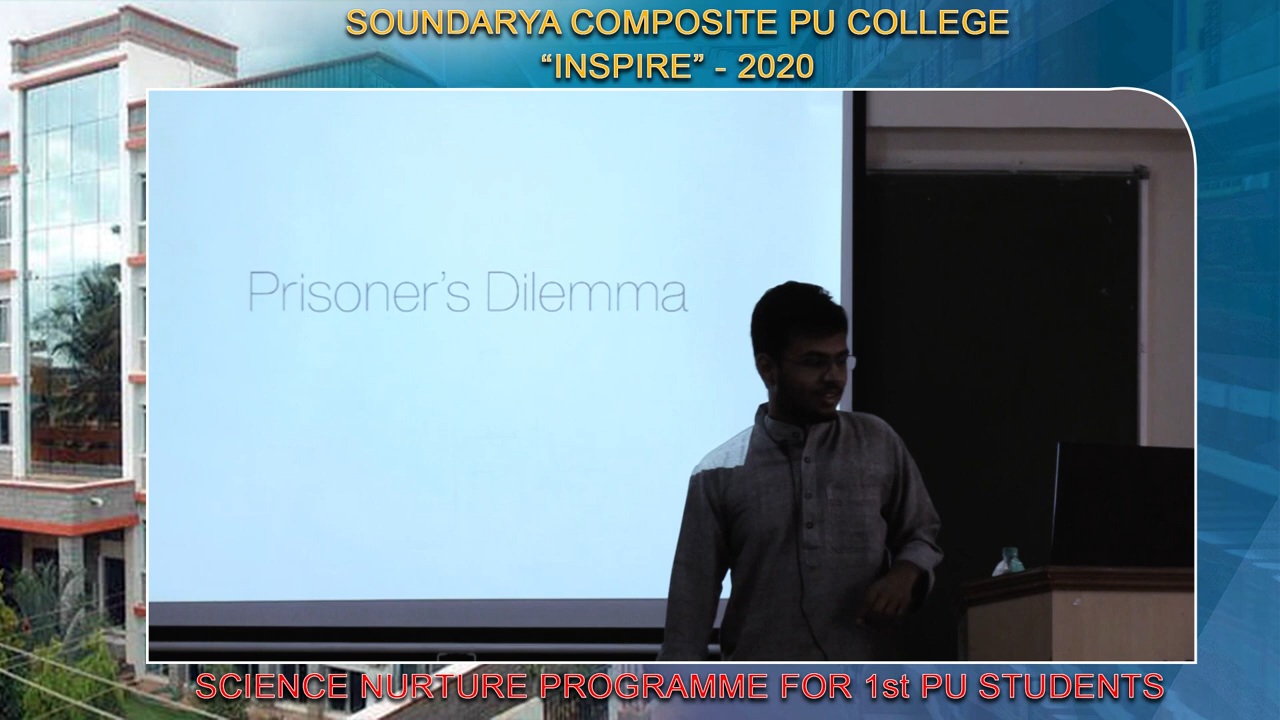 SOUNDARYA COMPOSITE PU COLLEGE
“INSPIRE” - 2020
Prisoner's Dilemma
SCIENCE NURTURE PROGRAMME FOR 1st PU STUDENTS